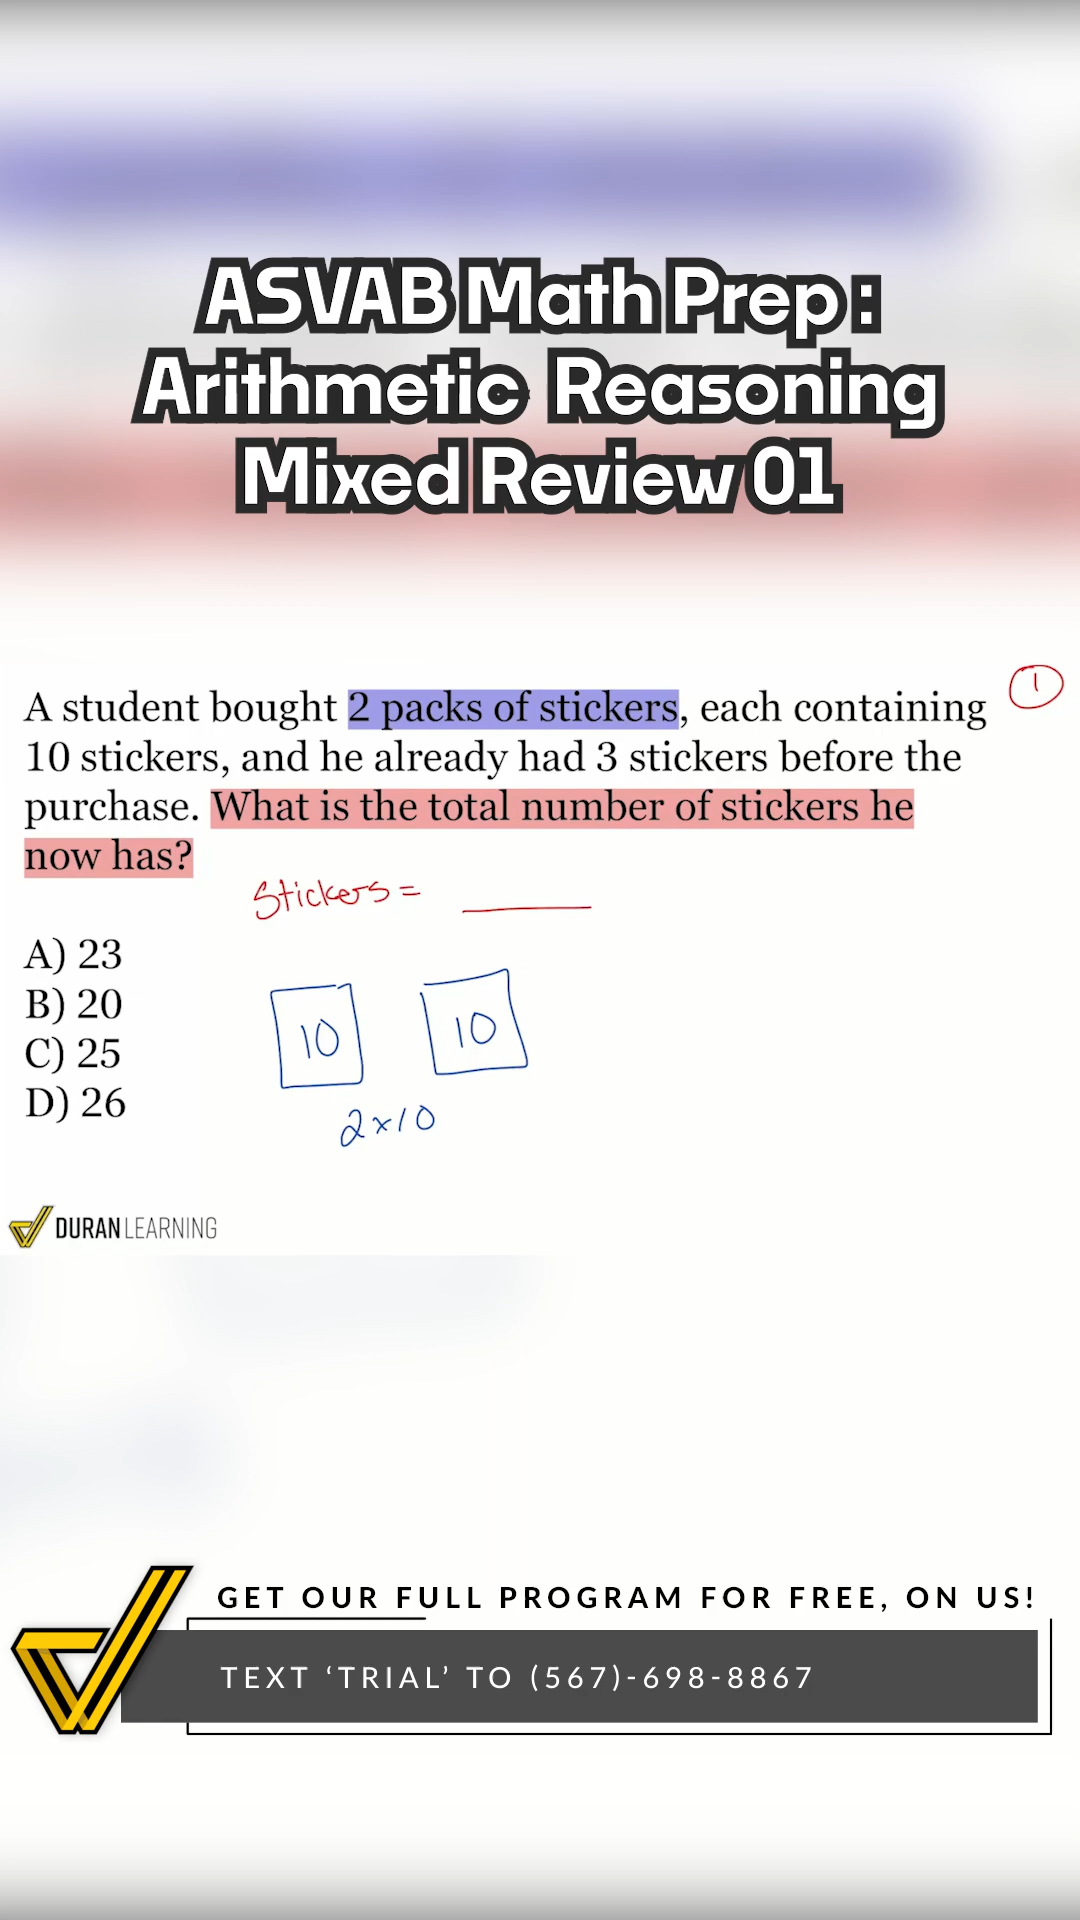 ASVAB Math Prep :
Arithmetic Reasoning
Mixed Review 01
1
A student bought 2 packs of stickers, each containing
10 stickers, and he already had 3 stickers before the
purchase. What is the total number of stickers he
now has?
Stickers = ____
A) 23
B) 20
C) 25
D) 26
10 10
2x10
DURAN LEARNING
GET OUR FULL PROGRAM FOR FREE, ON US!
TEXT ‘TRIAL’ TO (567)-698-8867